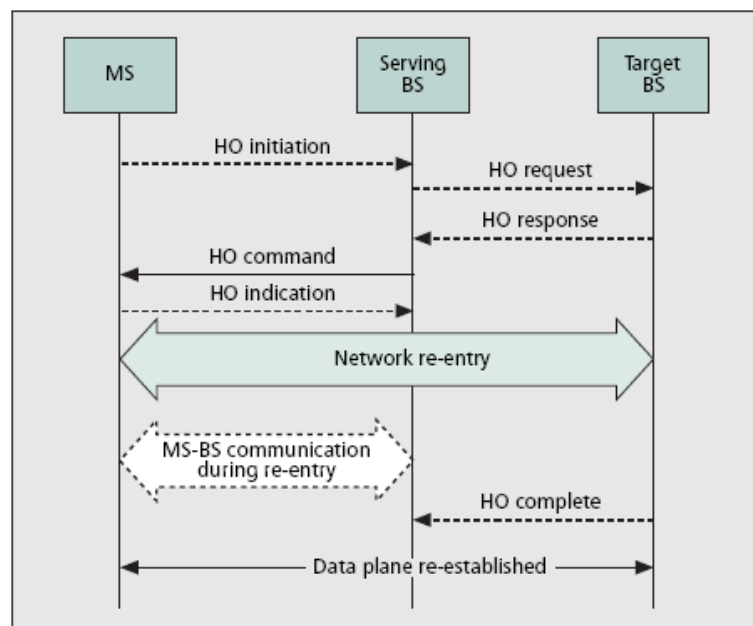 MS
Serving
BS
Target
BS
HO initiation
HO request
HO response
HO command
HO indication
Network re-entry
MS-BS communication
during re-entry
HO complete
Data plane re-established